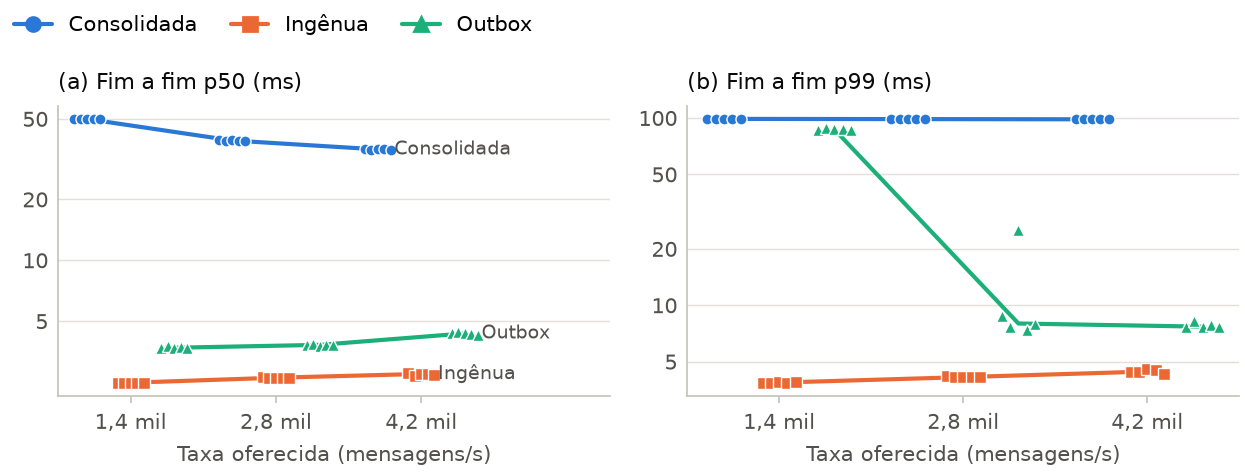 Consolidada Ingênua Outbox
(a) Fim a fim p50 (ms)
50
20
10
5
Consolidada
Outbox
Ingênua
1,4 mil 2,8 mil 4,2 mil
Taxa oferecida (mensagens/s)
(b) Fim a fim p99 (ms)
100
50
20
10
5
1,4 mil 2,8 mil 4,2 mil
Taxa oferecida (mensagens/s)